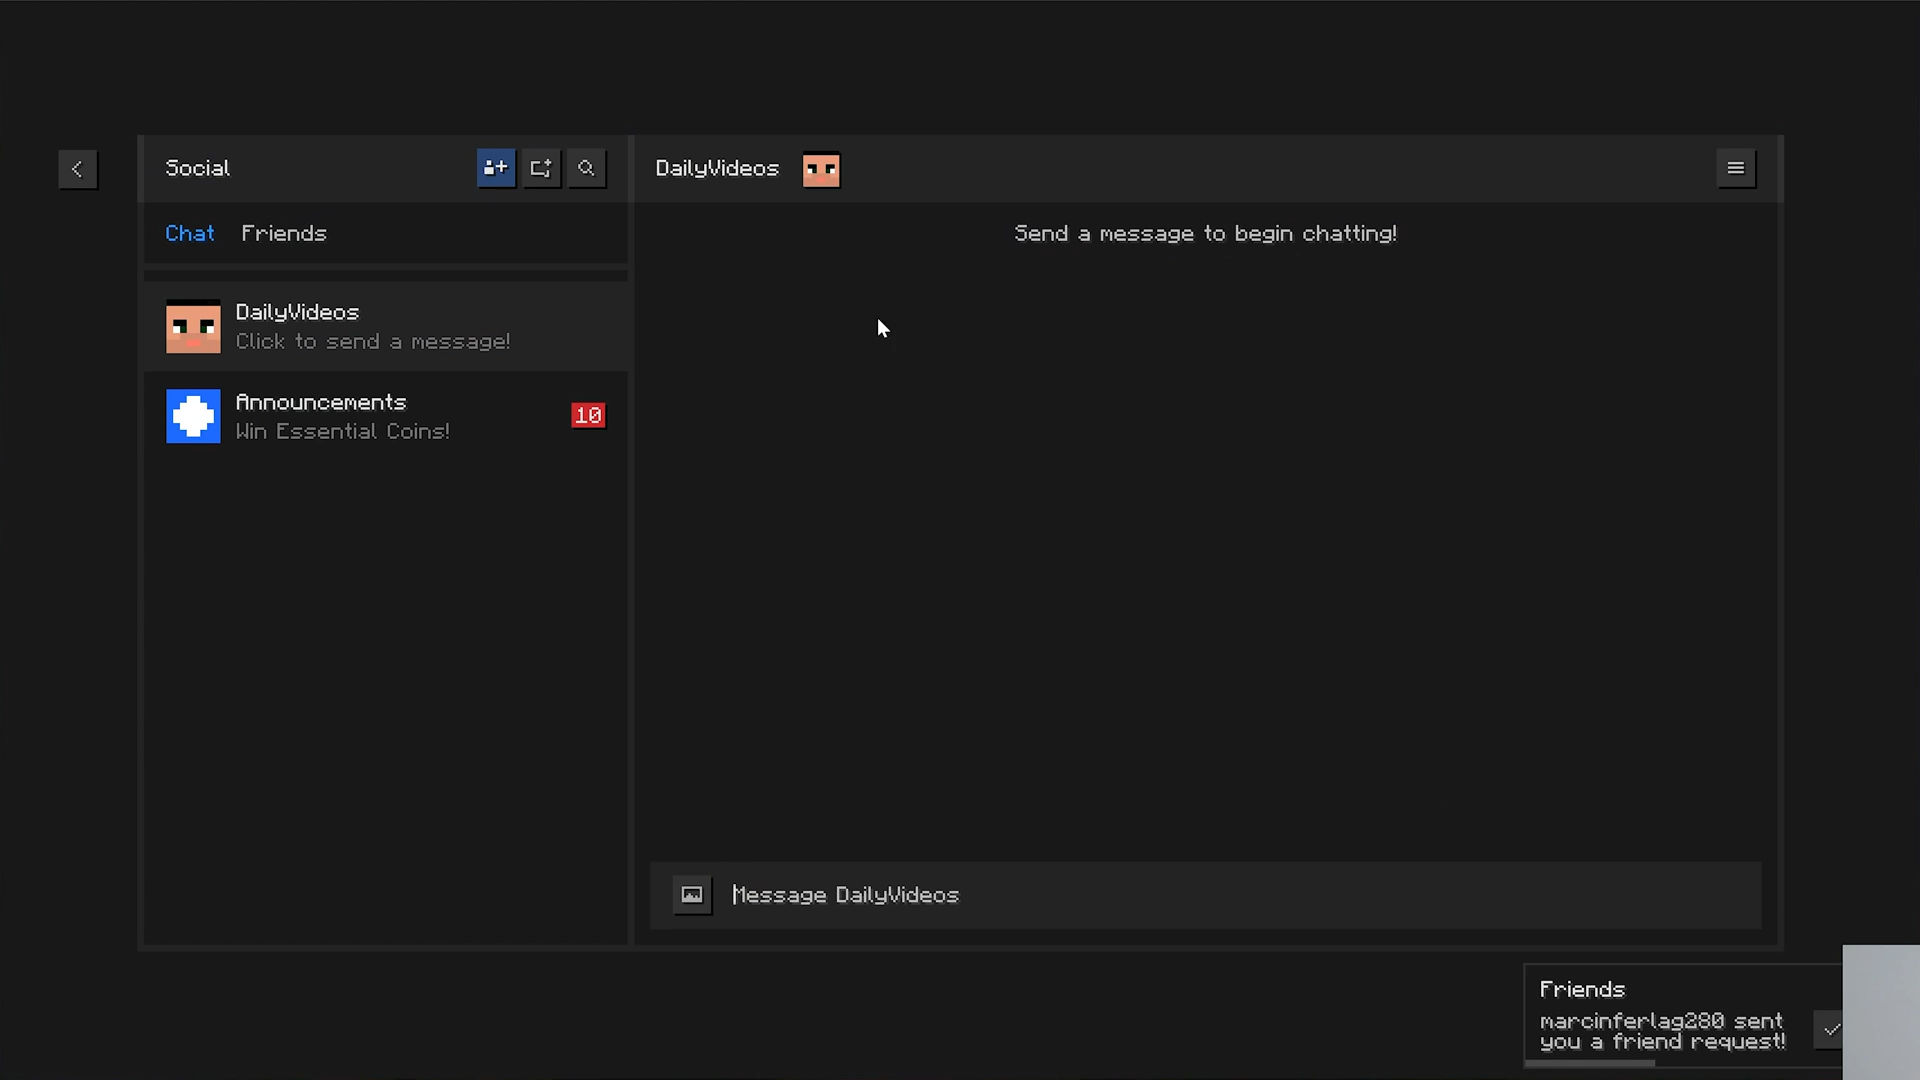 Social
DailyVideos
Chat
Friends
Send a message to begin chatting!
DailyVideos
Click to send a message!
Announcements
Win Essential Coins!
10
Message DailyVideos
Friends
marcinferlag280 sent
you a friend request!